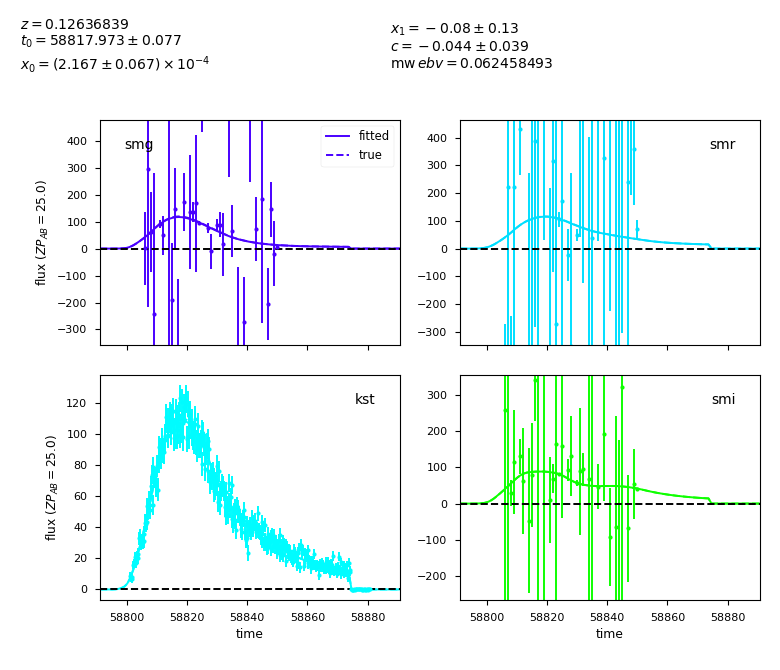 z = 0.12636839
t₀ = 58817.973 ± 0.077
x₀ = (2.167 ± 0.067) × 10⁻⁴
x₁ = −0.08 ± 0.13
c = −0.044 ± 0.039
mw ebv = 0.062458493
smg
fitted
true
400
300
200
100
0
−100
−200
−300
flux (ZP_AB = 25.0)
smr
400
300
200
100
0
−100
−200
−300
kst
120
100
80
60
40
20
0
flux (ZP_AB = 25.0)
58800 58820 58840 58860 58880
time
smi
300
200
100
0
−100
−200
58800 58820 58840 58860 58880
time